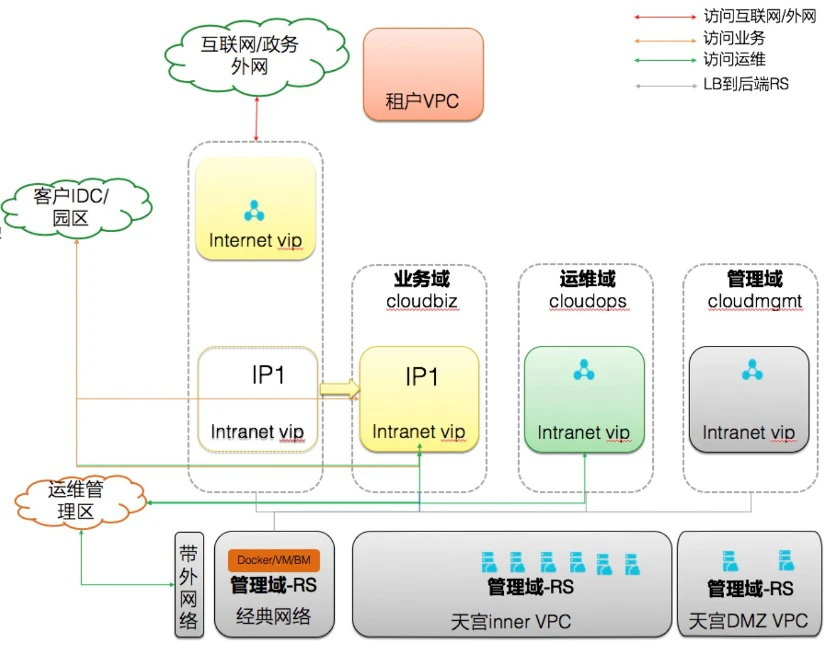 互联网/政务
外网
租户VPC
访问互联网/外网
访问业务
访问运维
LB到后端RS
客户IDC/
园区
Internet vip
业务域
cloudbiz
运维域
cloudops
管理域
cloudmgmt
IP1
Intranet vip
IP1
Intranet vip
Intranet vip
Intranet vip
运维管
理区
带
外
网
络
Docker/VM/BM
管理域-RS
经典网络
管理域-RS
天宫inner VPC
管理域-RS
天宫DMZ VPC